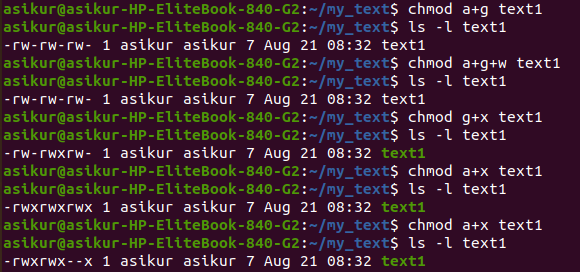 asikur@asikur-HP-EliteBook-840-G2:~/my_text$ chmod a+g text1
asikur@asikur-HP-EliteBook-840-G2:~/my_text$ ls -l text1
-rw-rw-rw- 1 asikur asikur 7 Aug 21 08:32 text1
asikur@asikur-HP-EliteBook-840-G2:~/my_text$ chmod a+g+w text1
asikur@asikur-HP-EliteBook-840-G2:~/my_text$ ls -l text1
-rw-rw-rw- 1 asikur asikur 7 Aug 21 08:32 text1
asikur@asikur-HP-EliteBook-840-G2:~/my_text$ chmod g+x text1
asikur@asikur-HP-EliteBook-840-G2:~/my_text$ ls -l text1
-rw-rwxrw- 1 asikur asikur 7 Aug 21 08:32 text1
asikur@asikur-HP-EliteBook-840-G2:~/my_text$ chmod a+x text1
asikur@asikur-HP-EliteBook-840-G2:~/my_text$ ls -l text1
-rwxrwxrwx 1 asikur asikur 7 Aug 21 08:32 text1
asikur@asikur-HP-EliteBook-840-G2:~/my_text$ chmod a+x text1
asikur@asikur-HP-EliteBook-840-G2:~/my_text$ ls -l text1
-rwxrwx--x 1 asikur asikur 7 Aug 21 08:32 text1